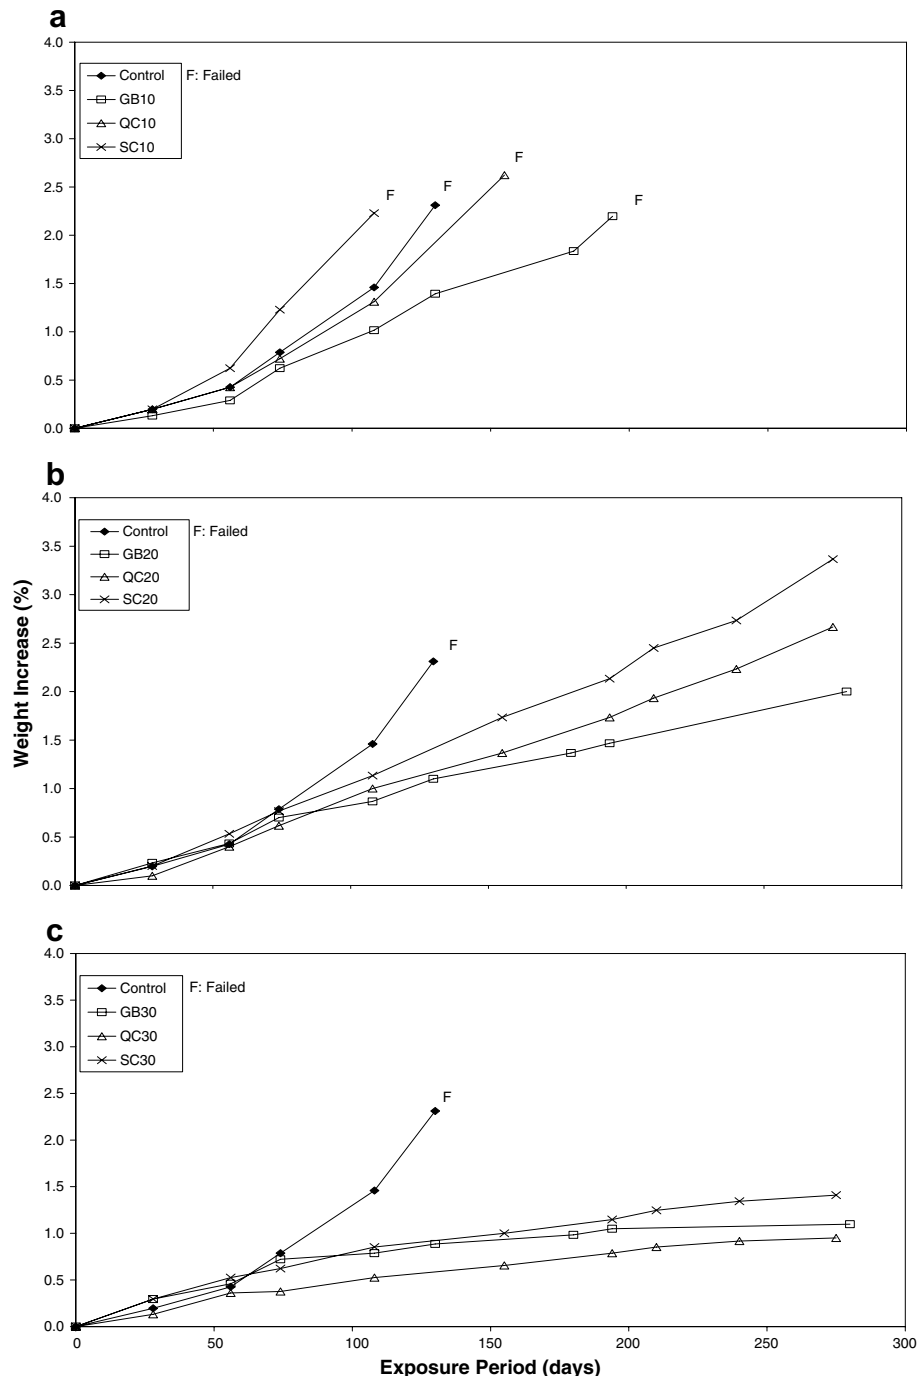 a
4.0
3.5
3.0
2.5
2.0
1.5
1.0
0.5
0.0
Control
GB10
QC10
SC10
F: Failed
F
F
F
F
b
4.0
3.5
3.0
2.5
2.0
1.5
1.0
0.5
0.0
0
50
100
150
200
250
300
Control
GB20
QC20
SC20
F: Failed
F
Weight Increase (%)
c
4.0
3.5
3.0
2.5
2.0
1.5
1.0
0.5
0.0
Control
GB30
QC30
SC30
F: Failed
F
Exposure Period (days)